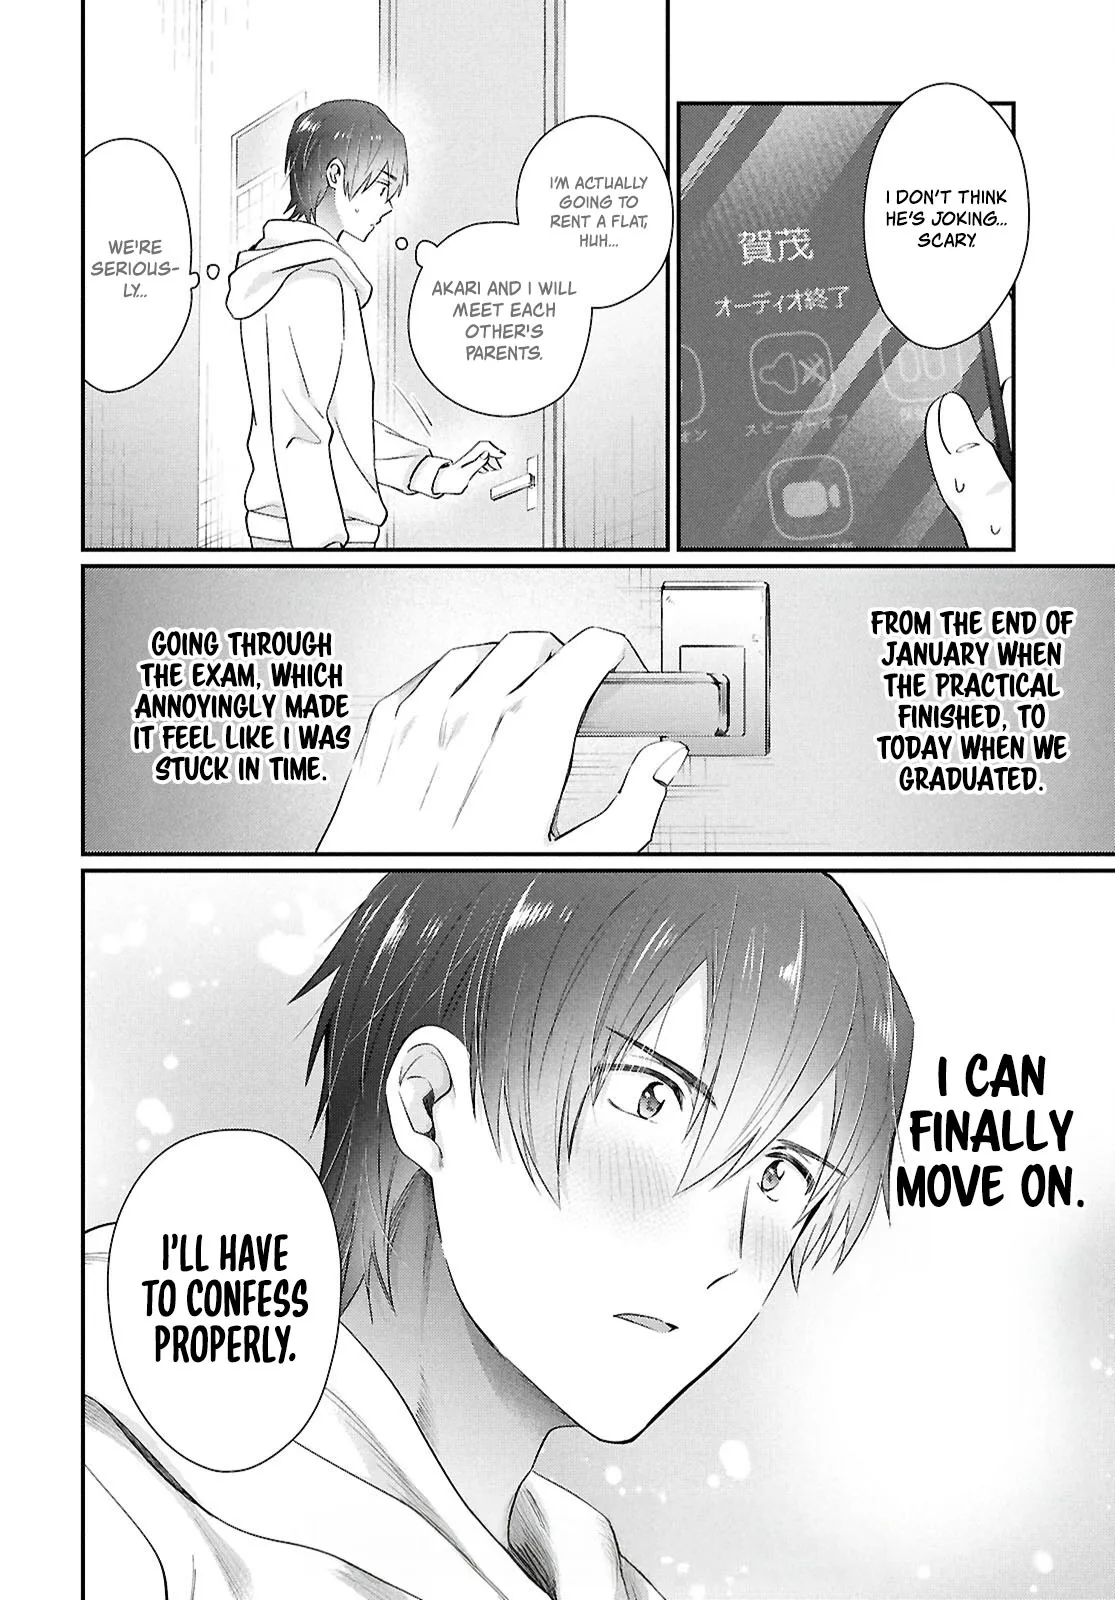 I DON'T THINK
HE'S JOKING...
SCARY.
賀茂
オーディオ終了
スピーカーオフ
I'M ACTUALLY
GOING TO
RENT A FLAT,
HUH...
AKARI AND I WILL
MEET EACH
OTHER'S
PARENTS.
WE'RE
SERIOUS-
LY...
FROM THE END OF
JANUARY WHEN
THE PRACTICAL
FINISHED, TO
TODAY WHEN WE
GRADUATED.
GOING THROUGH
THE EXAM, WHICH
ANNOYINGLY MADE
IT FEEL LIKE I WAS
STUCK IN TIME.
I CAN
FINALLY
MOVE ON.
I'LL HAVE
TO CONFESS
PROPERLY.